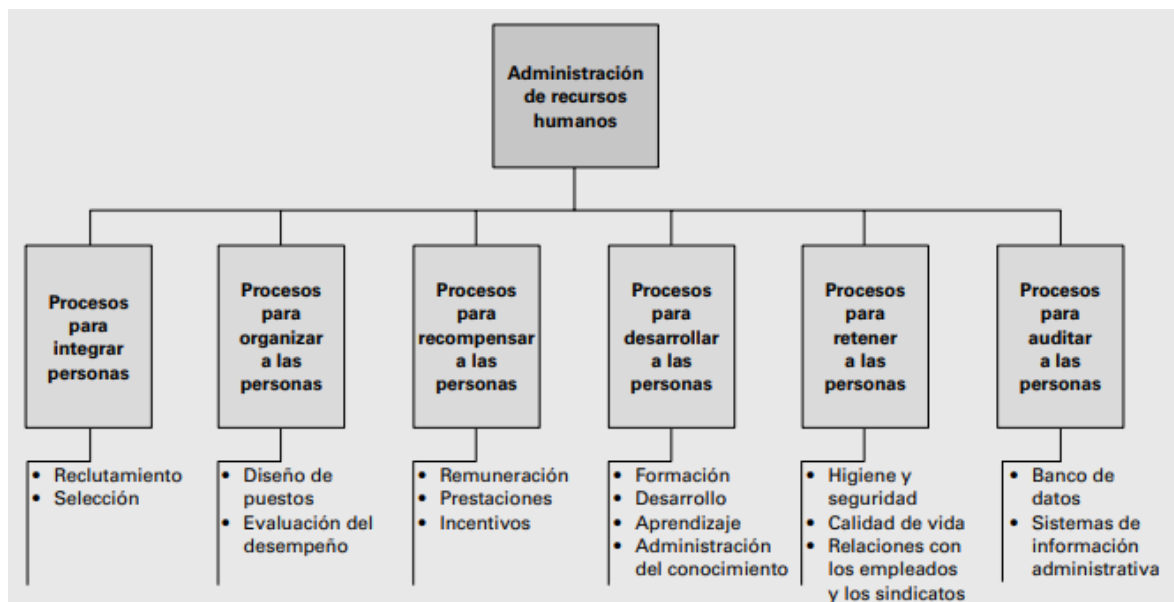 Administración
de recursos
humanos
Procesos
para
integrar
personas
Procesos
para
organizar
a las
personas
Procesos
para
recompensar
a las
personas
Procesos
para
desarrollar
a las
personas
Procesos
para
retener
a las
personas
Procesos
para
auditar
a las
personas
• Reclutamiento
• Selección
• Diseño de
puestos
• Evaluación del
desempeño
• Remuneración
• Prestaciones
• Incentivos
• Formación
• Desarrollo
• Aprendizaje
• Administración
del conocimiento
• Higiene y
seguridad
• Calidad de vida
• Relaciones con
los empleados
y los sindicatos
• Banco de
datos
• Sistemas de
información
administrativa